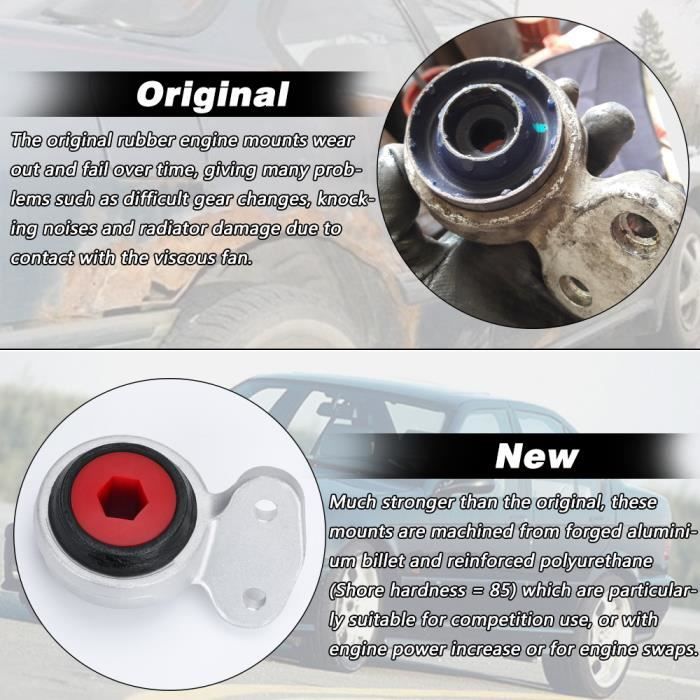 Original
The original rubber engine mounts wear
out and fail over time, giving many prob-
lems such as difficult gear changes, knock-
ing noises and radiator damage due to
contact with the viscous fan.
New
Much stronger than the original, these
mounts are machined from forged alumini-
um billet and reinforced polyurethane
(Shore hardness = 85) which are particular-
ly suitable for competition use, or with
engine power increase or for engine swaps.